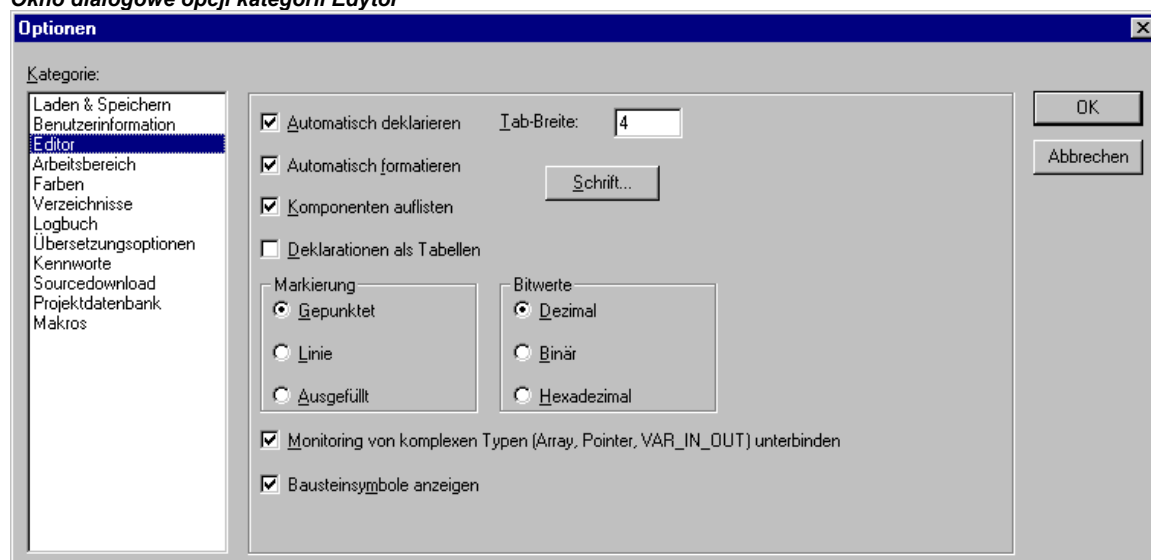 Okno dialogowe opcji kategorii Edytor
Optionen
Kategorie:
Laden & Speichern
Benutzerinformation
Editor
Arbeitsbereich
Farben
Verzeichnisse
Logbuch
Übersetzungsoptionen
Kennworte
Sourcedownload
Projektdatenbank
Makros
Automatisch deklarieren
Tab-Breite:
4
Automatisch formatieren
Schrift...
Komponenten auflisten
Deklarationen als Tabellen
Markierung
Gepunktet
Linie
Ausgefüllt
Bitwerte
Dezimal
Binär
Hexadezimal
Monitoring von komplexen Typen (Array, Pointer, VAR_IN_OUT) unterbinden
Bausteinsymbole anzeigen
OK
Abbrechen